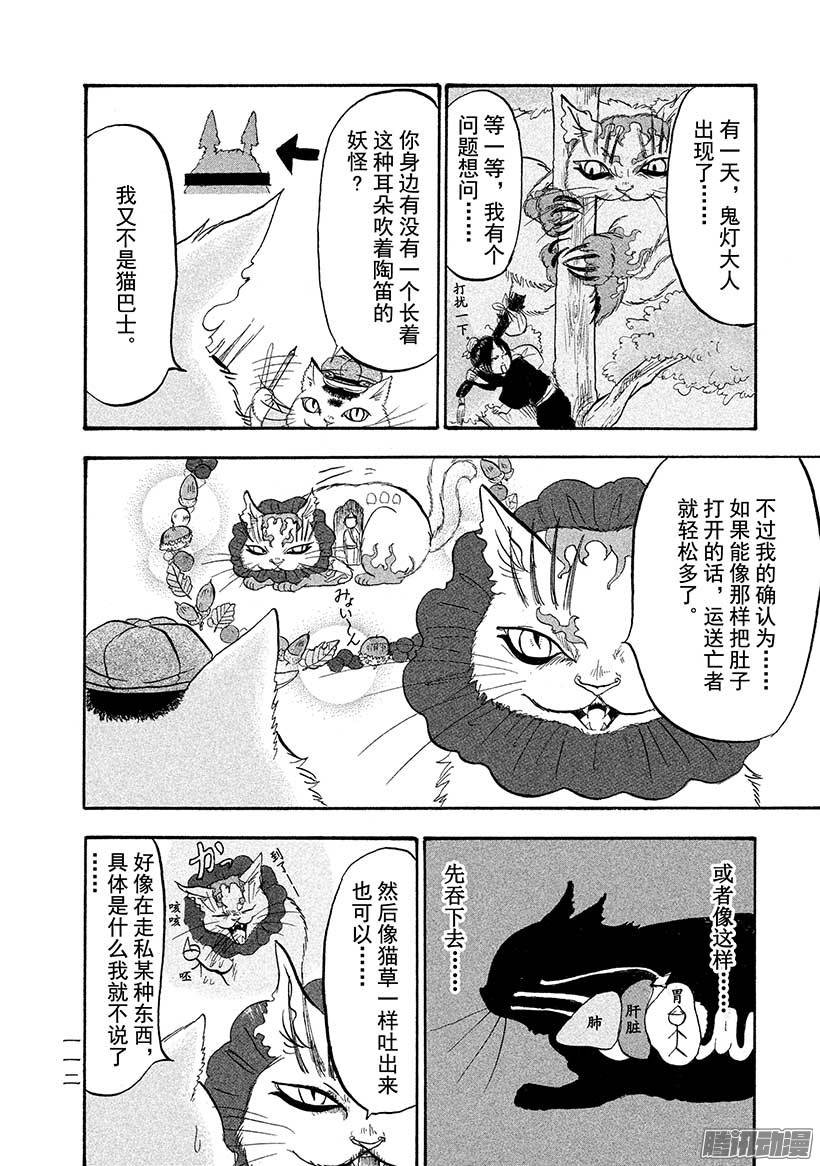 有一天，鬼灯大人
出现了……
等一等，我有个
问题想问……
打扰一下
你身边有没有一个长着
这种耳朵吹着陶笛的
妖怪？
我又不是猫巴士。
不过我的确认为……
如果能像那样把肚子
打开的话，运送亡者
就轻松多了。
みょい〜ん
或者像这样……
先吞下去……
胃
肝脏
肺
然后像猫草一样吐出来
也可以……
到了——
かっ
咳咳
呸
好像在走私某种东西，
具体是什么我就不说了
……
一一二
腾讯动漫